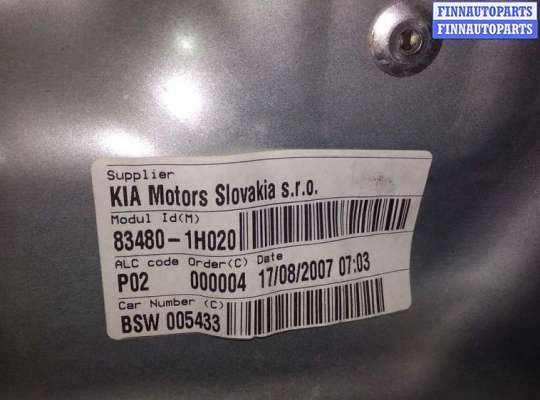 FINNAUTOPARTS
FINNAUTOPARTS
Supplier
KIA Motors Slovakia s.r.o.
Modul Id(M)
83480-1H020
ALC code Order(C) Date
P02 000004 17/08/2007 07:03
Car Number (C)
BSW 005433